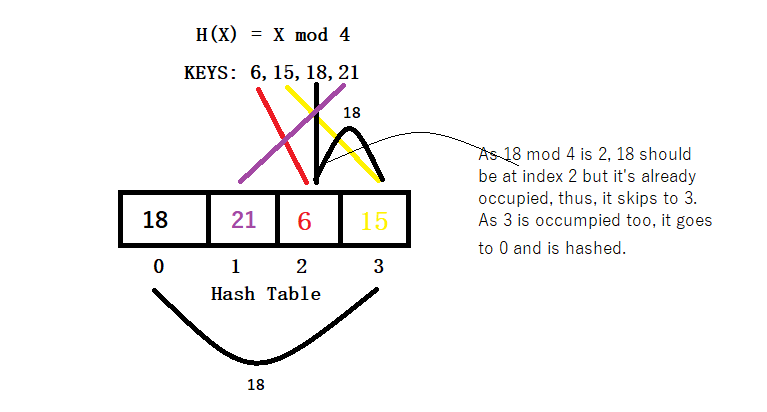 H(X) = X mod 4
KEYS: 6,15,18,21
18
As 18 mod 4 is 2, 18 should
be at index 2 but it's already
occupied, thus, it skips to 3.
As 3 is occumpied too, it goes
to 0 and is hashed.
18 21 6 15
0 1 2 3
Hash Table
18